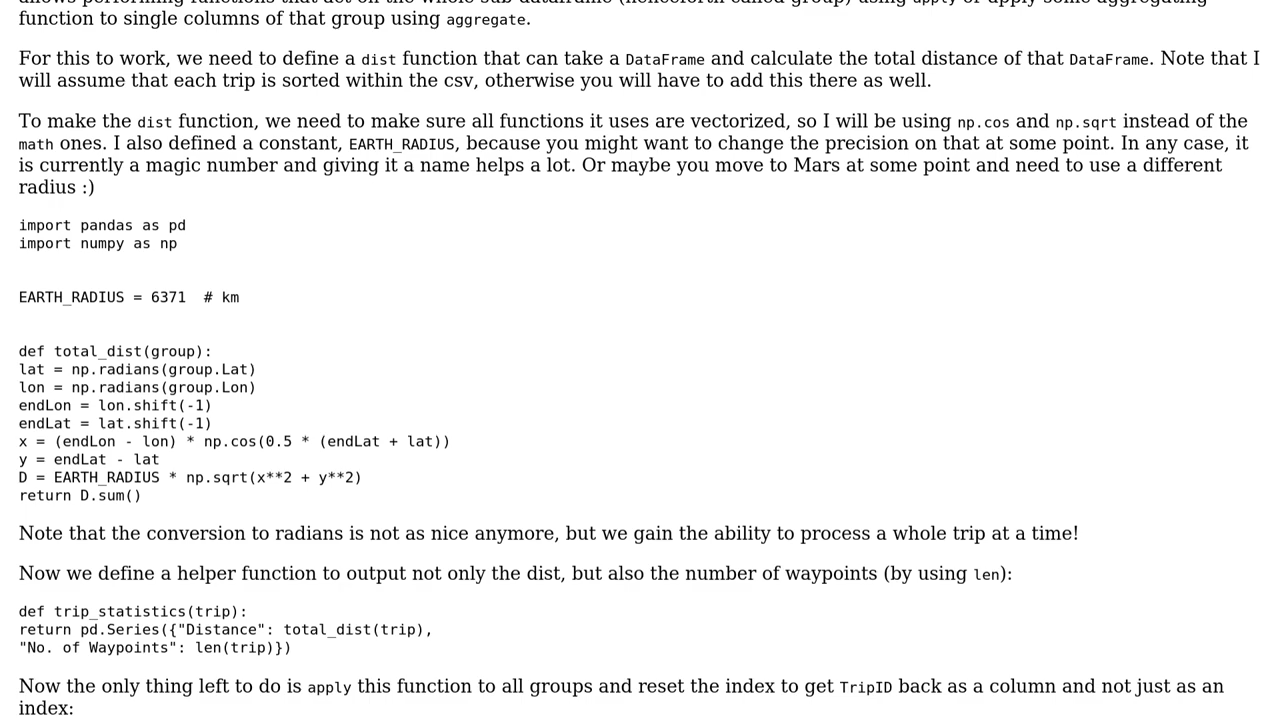 function to single columns of that group using aggregate.
For this to work, we need to define a dist function that can take a DataFrame and calculate the total distance of that DataFrame. Note that I
will assume that each trip is sorted within the csv, otherwise you will have to add this there as well.
To make the dist function, we need to make sure all functions it uses are vectorized, so I will be using np.cos and np.sqrt instead of the
math ones. I also defined a constant, EARTH_RADIUS, because you might want to change the precision on that at some point. In any case, it
is currently a magic number and giving it a name helps a lot. Or maybe you move to Mars at some point and need to use a different
radius :)
import pandas as pd
import numpy as np
EARTH_RADIUS = 6371  # km
def total_dist(group):
lat = np.radians(group.Lat)
lon = np.radians(group.Lon)
endLon = lon.shift(-1)
endLat = lat.shift(-1)
x = (endLon - lon) * np.cos(0.5 * (endLat + lat))
y = endLat - lat
D = EARTH_RADIUS * np.sqrt(x**2 + y**2)
return D.sum()
Note that the conversion to radians is not as nice anymore, but we gain the ability to process a whole trip at a time!
Now we define a helper function to output not only the dist, but also the number of waypoints (by using len):
def trip_statistics(trip):
return pd.Series({"Distance": total_dist(trip),
"No. of Waypoints": len(trip)})
Now the only thing left to do is apply this function to all groups and reset the index to get TripID back as a column and not just as an
index: